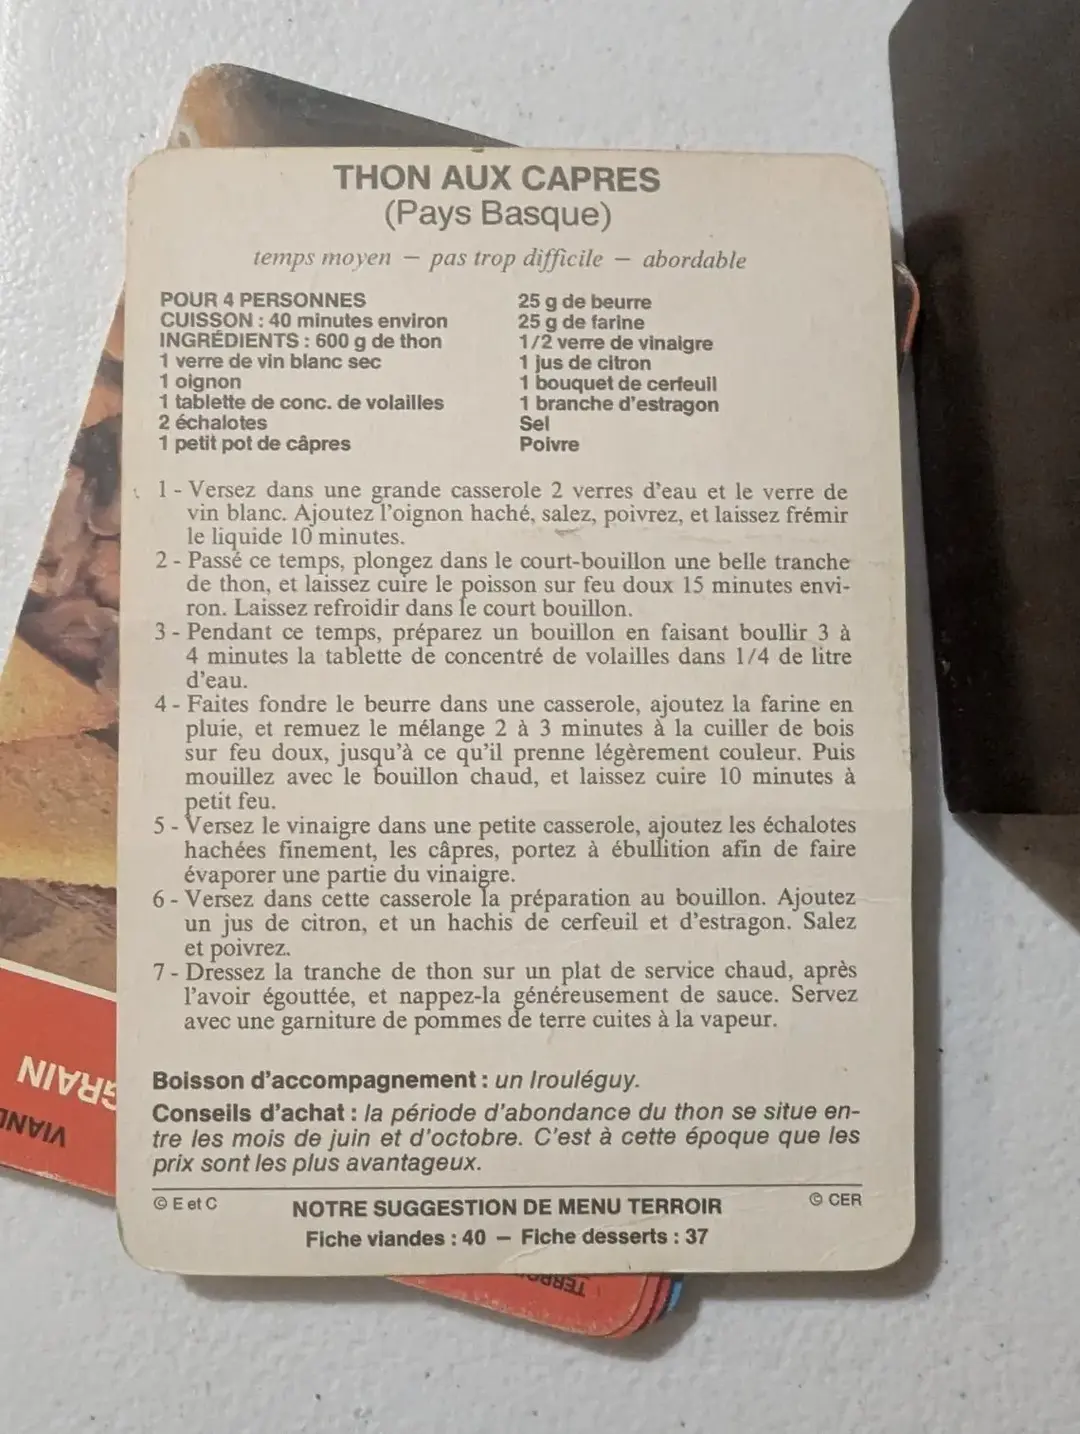 THON AUX CAPRES
(Pays Basque)
temps moyen – pas trop difficile – abordable
POUR 4 PERSONNES
CUISSON : 40 minutes environ
INGRÉDIENTS : 600 g de thon
1 verre de vin blanc sec
1 oignon
1 tablette de conc. de volailles
2 échalotes
1 petit pot de câpres
25 g de beurre
25 g de farine
1/2 verre de vinaigre
1 jus de citron
1 bouquet de cerfeuil
1 branche d'estragon
Sel
Poivre
1 - Versez dans une grande casserole 2 verres d'eau et le verre de
vin blanc. Ajoutez l'oignon haché, salez, poivrez, et laissez frémir
le liquide 10 minutes.
2 - Passé ce temps, plongez dans le court-bouillon une belle tranche
de thon, et laissez cuire le poisson sur feu doux 15 minutes envi-
ron. Laissez refroidir dans le court bouillon.
3 - Pendant ce temps, préparez un bouillon en faisant boullir 3 à
4 minutes la tablette de concentré de volailles dans 1/4 de litre
d'eau.
4 - Faites fondre le beurre dans une casserole, ajoutez la farine en
pluie, et remuez le mélange 2 à 3 minutes à la cuiller de bois
sur feu doux, jusqu'à ce qu'il prenne légèrement couleur. Puis
mouillez avec le bouillon chaud, et laissez cuire 10 minutes à
petit feu.
5 - Versez le vinaigre dans une petite casserole, ajoutez les échalotes
hachées finement, les câpres, portez à ébullition afin de faire
évaporer une partie du vinaigre.
6 - Versez dans cette casserole la préparation au bouillon. Ajoutez
un jus de citron, et un hachis de cerfeuil et d'estragon. Salez
et poivrez.
7 - Dressez la tranche de thon sur un plat de service chaud, après
l'avoir égouttée, et nappez-la généreusement de sauce. Servez
avec une garniture de pommes de terre cuites à la vapeur.
Boisson d'accompagnement : un Irouléguy.
Conseils d'achat : la période d'abondance du thon se situe en-
tre les mois de juin et d'octobre. C'est à cette époque que les
prix sont les plus avantageux.
© E et C
NOTRE SUGGESTION DE MENU TERROIR
© CER
Fiche viandes : 40 – Fiche desserts : 37
GRAIN
VIAND